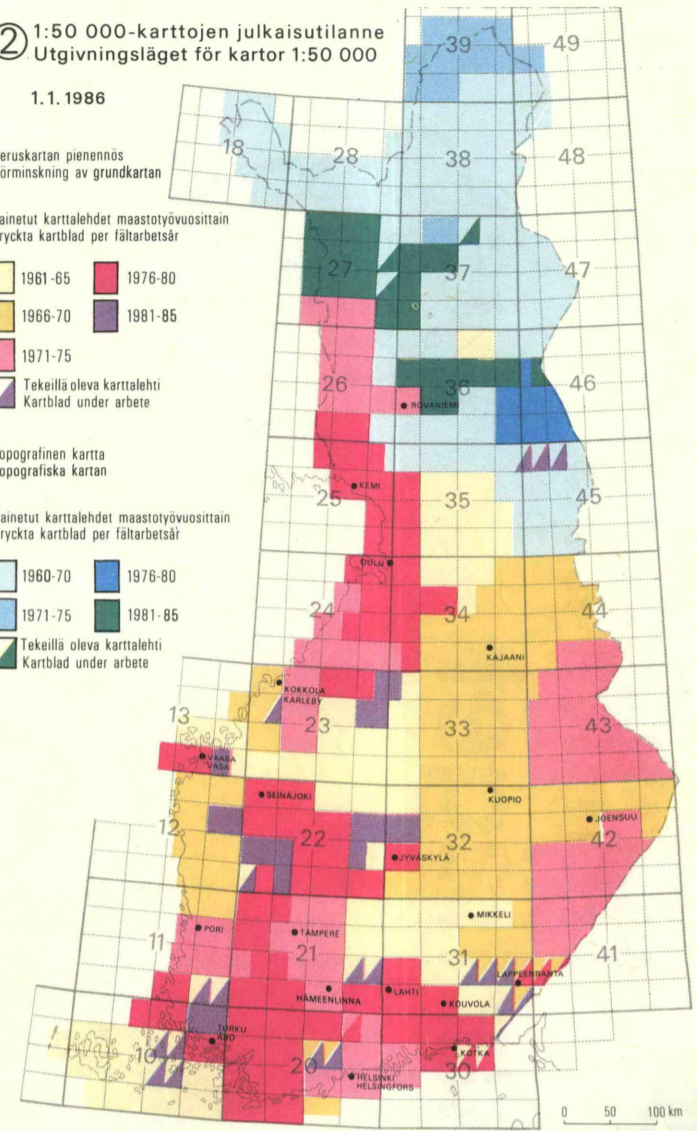 ② 1:50 000-karttojen julkaisutilanne
Utgivningsläget för kartor 1:50 000
1.1.1986
eruskartan pienennös
örminskning av grundkartan
ainetut karttalehdet maastotyövuosittain
ryckta kartblad per fältarbetsår
1961-65
1976-80
1966-70
1981-85
1971-75
Tekeillä oleva karttalehti
Kartblad under arbete
opografinen kartta
opografiska kartan
ainetut karttalehdet maastotyövuosittain
ryckta kartblad per fältarbetsår
1960-70
1976-80
1971-75
1981-85
Tekeillä oleva karttalehti
Kartblad under arbete
39
49
18
28
38
48
27
37
47
26
36
46
ROVANIEMI
KEMI
25
35
45
OULU
24
34
44
KAJAANI
KOKKOLA
KARLEBY
13
23
33
43
VAASA
VASA
SEINÄJOKI
KUOPIO
JOENSUU
12
22
32
42
JYVÄSKYLÄ
MIKKELI
PORI
TAMPERE
11
21
31
41
LAPPEENRANTA
HÄMEENLINNA
LAHTI
KOUVOLA
TURKU
ÅBO
KOTKA
10
20
30
HELSINKI
HELSINGFORS
0 50 100 km